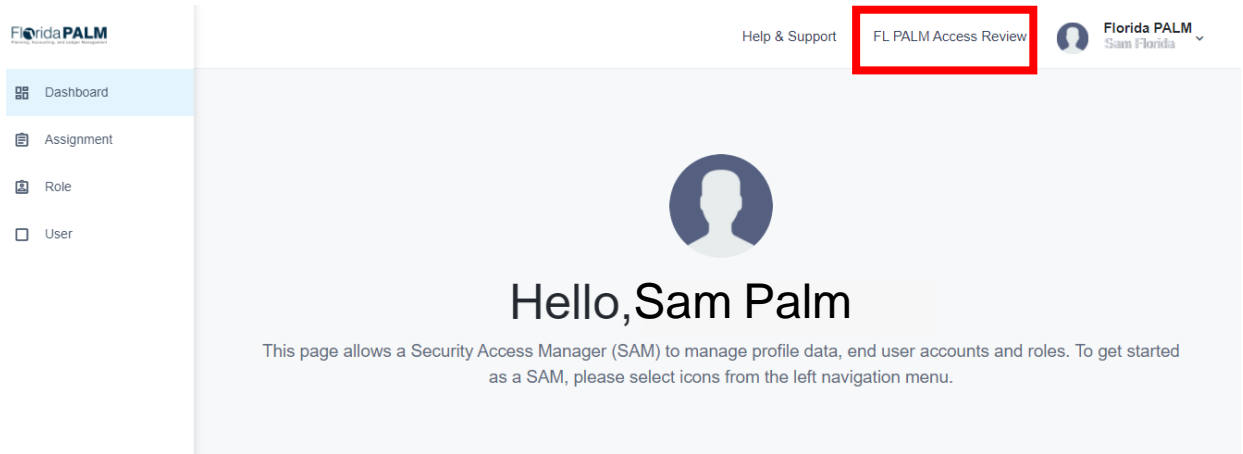 Florida PALM
Planning, Accounting, and Ledger Management
Help & Support
FL PALM Access Review
Florida PALM
Sam Florida
Dashboard
Assignment
Role
User
Hello,Sam Palm
This page allows a Security Access Manager (SAM) to manage profile data, end user accounts and roles. To get started
as a SAM, please select icons from the left navigation menu.